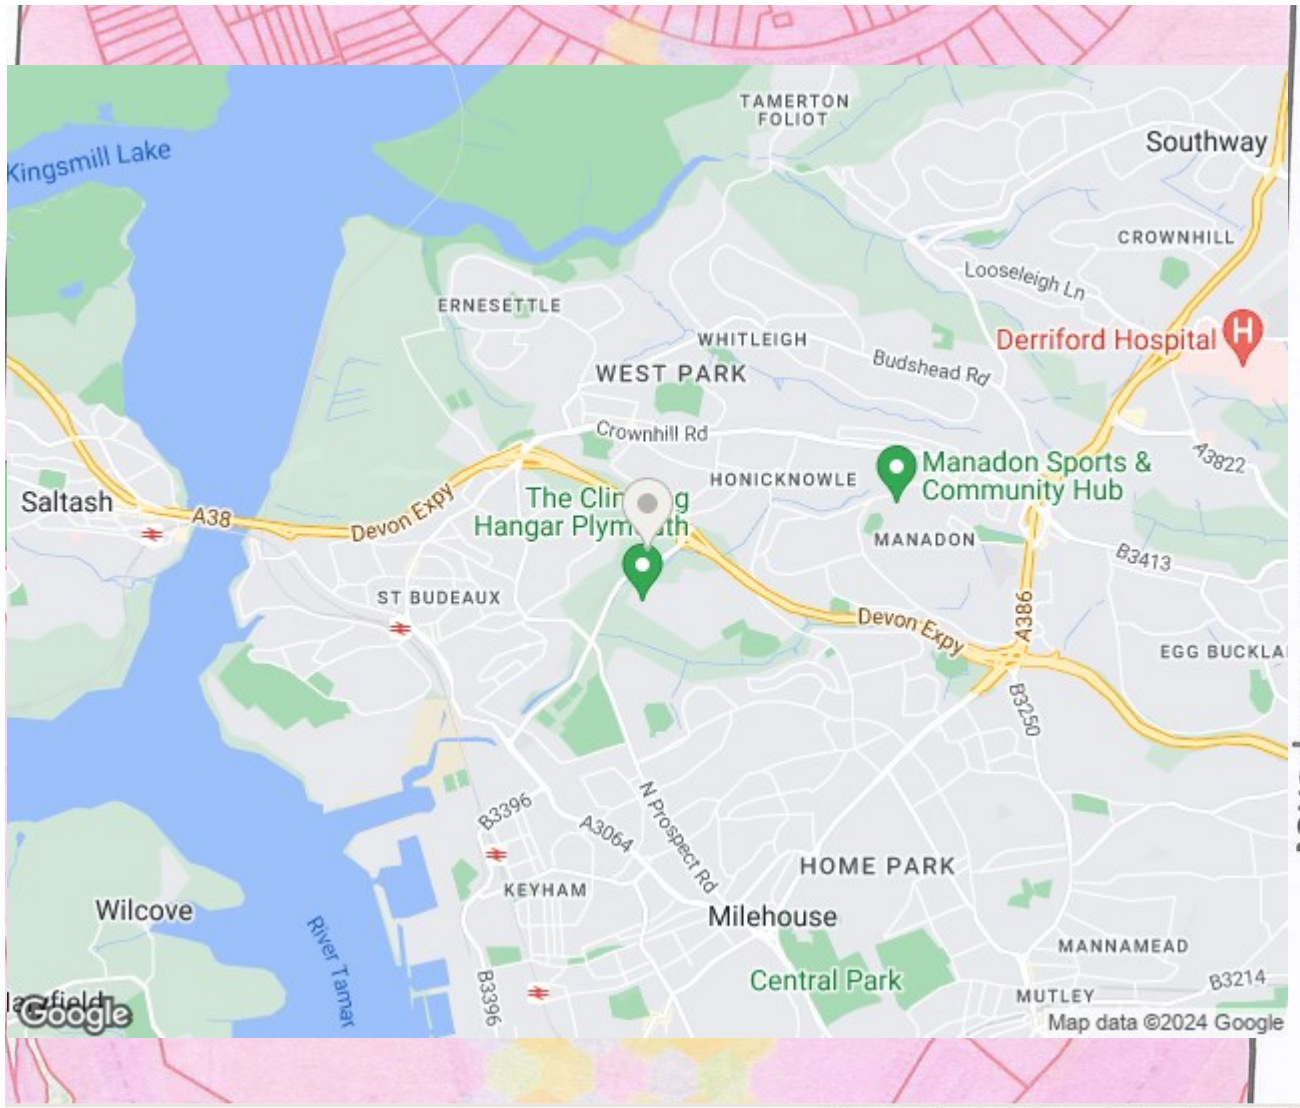 TAMERTON
FOLIOT
Southway
Kingsmill Lake
CROWNHILL
Looseleigh Ln
ERNESETTLE
WHITLEIGH
Derriford Hospital
H
Budshead Rd
WEST PARK
Crownhill Rd
A3822
Manadon Sports &
Community Hub
HONICKNOWLE
The
Hangar
Saltash
A38
Devon Expy
MANADON
B3413
ST BUDEAUX
A386
Devon Expy
EGG
B3250
N Prospect Rd
B3396
A3064
HOME PARK
KEYHAM
Milehouse
Wilcove
River Tamar
MANNAMEAD
Central Park
B3214
B3396
MUTLEY
Google
Map data ©2024 Google